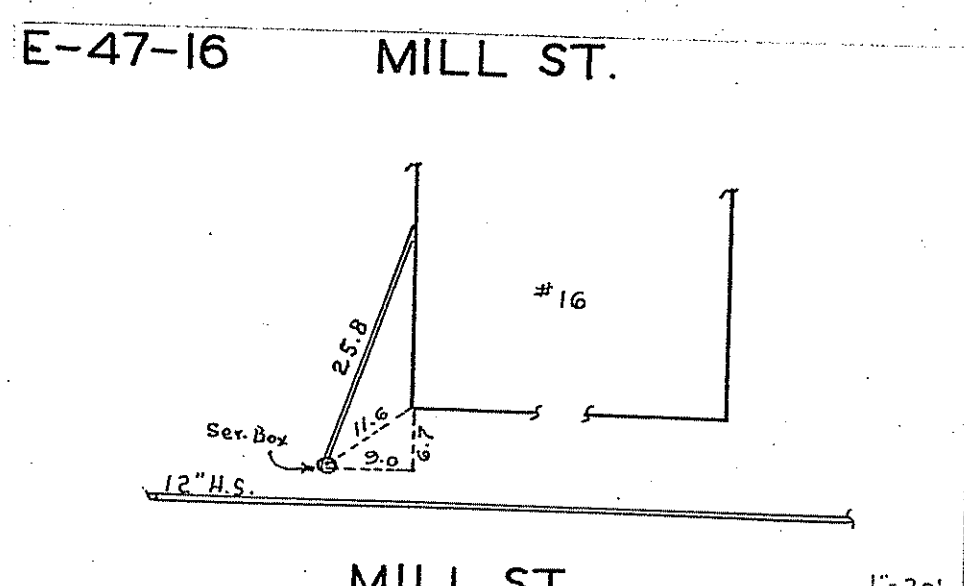 E-47-16 MILL ST.
#16
25.8
11.6
6.7
9.0
Ser. Box
12" H.S.
MILL ST